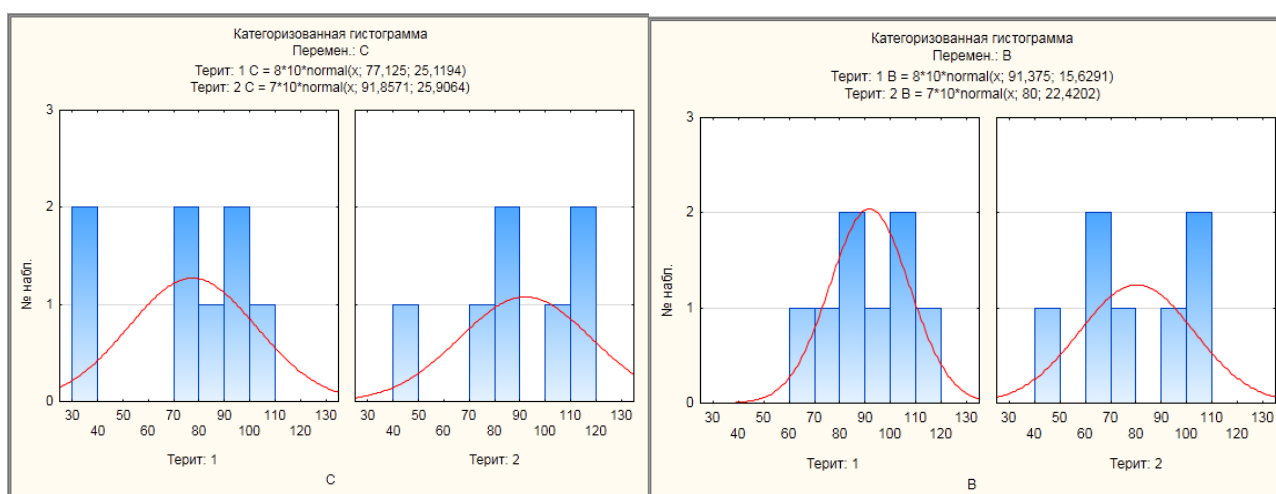 Категоризованная гистограмма
Перемен.: C
Терит: 1 C = 8*10*normal(x; 77,125; 25,1194)
Терит: 2 C = 7*10*normal(x; 91,8571; 25,9064)
3
2
1
0
№ набл.
30 50 70 90 110 130
40 60 80 100 120
30 50 70 90 110 130
40 60 80 100 120
Терит: 1
Терит: 2
C
Категоризованная гистограмма
Перемен.: B
Терит: 1 B = 8*10*normal(x; 91,375; 15,6291)
Терит: 2 B = 7*10*normal(x; 80; 22,4202)
3
2
1
0
№ набл.
30 50 70 90 110 130
40 60 80 100 120
30 50 70 90 110 130
40 60 80 100 120
Терит: 1
Терит: 2
B